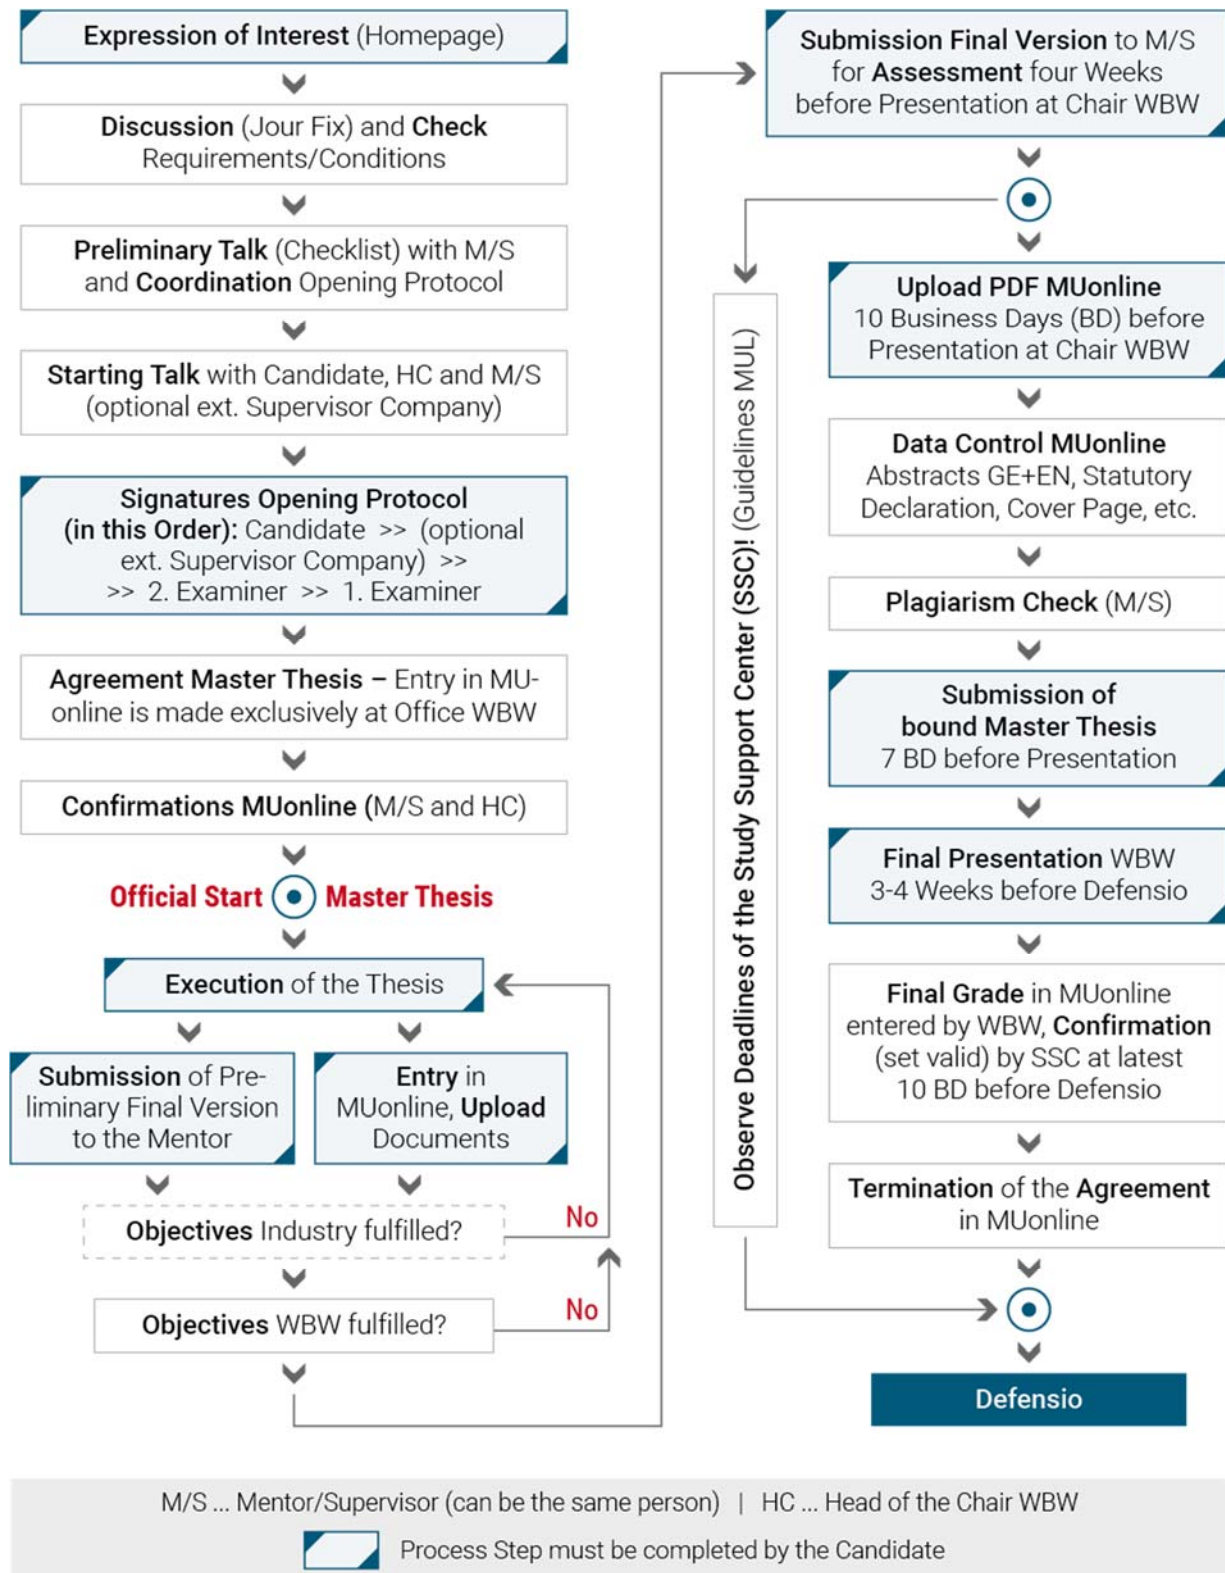 Expression of Interest (Homepage)
Discussion (Jour Fix) and Check
Requirements/Conditions
Preliminary Talk (Checklist) with M/S
and Coordination Opening Protocol
Starting Talk with Candidate, HC and M/S
(optional ext. Supervisor Company)
Signatures Opening Protocol
(in this Order): Candidate >> (optional
ext. Supervisor Company) >>
>> 2. Examiner >> 1. Examiner
Agreement Master Thesis – Entry in MU-
online is made exclusively at Office WBW
Confirmations MUonline (M/S and HC)
Official Start Master Thesis
Execution of the Thesis
Submission of Pre-
liminary Final Version
to the Mentor
Entry in
MUonline, Upload
Documents
Objectives Industry fulfilled?
No
Objectives WBW fulfilled?
No
Submission Final Version to M/S
for Assessment four Weeks
before Presentation at Chair WBW
Observe Deadlines of the Study Support Center (SSC)! (Guidelines MUL)
Upload PDF MUonline
10 Business Days (BD) before
Presentation at Chair WBW
Data Control MUonline
Abstracts GE+EN, Statutory
Declaration, Cover Page, etc.
Plagiarism Check (M/S)
Submission of
bound Master Thesis
7 BD before Presentation
Final Presentation WBW
3-4 Weeks before Defensio
Final Grade in MUonline
entered by WBW, Confirmation
(set valid) by SSC at latest
10 BD before Defensio
Termination of the Agreement
in MUonline
Defensio
M/S ... Mentor/Supervisor (can be the same person) | HC ... Head of the Chair WBW
Process Step must be completed by the Candidate